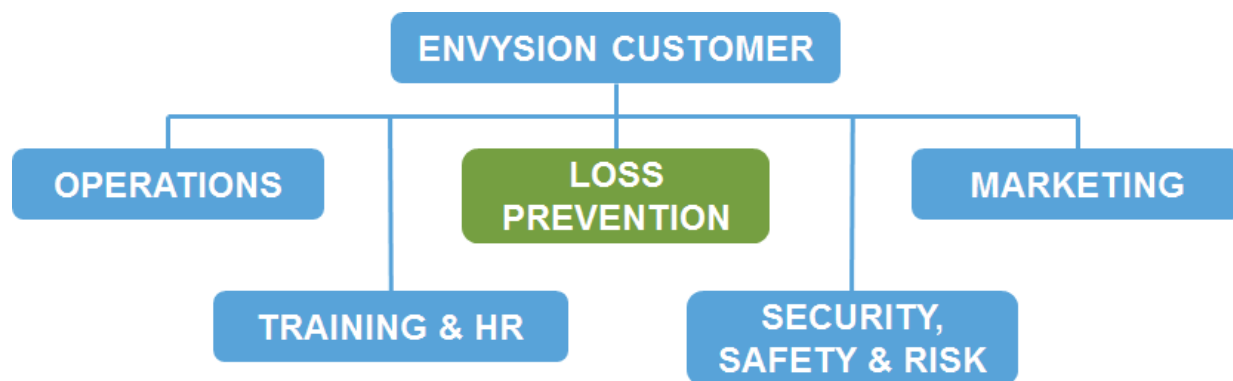 ENVYSION CUSTOMER
OPERATIONS
LOSS
PREVENTION
MARKETING
TRAINING & HR
SECURITY,
SAFETY & RISK